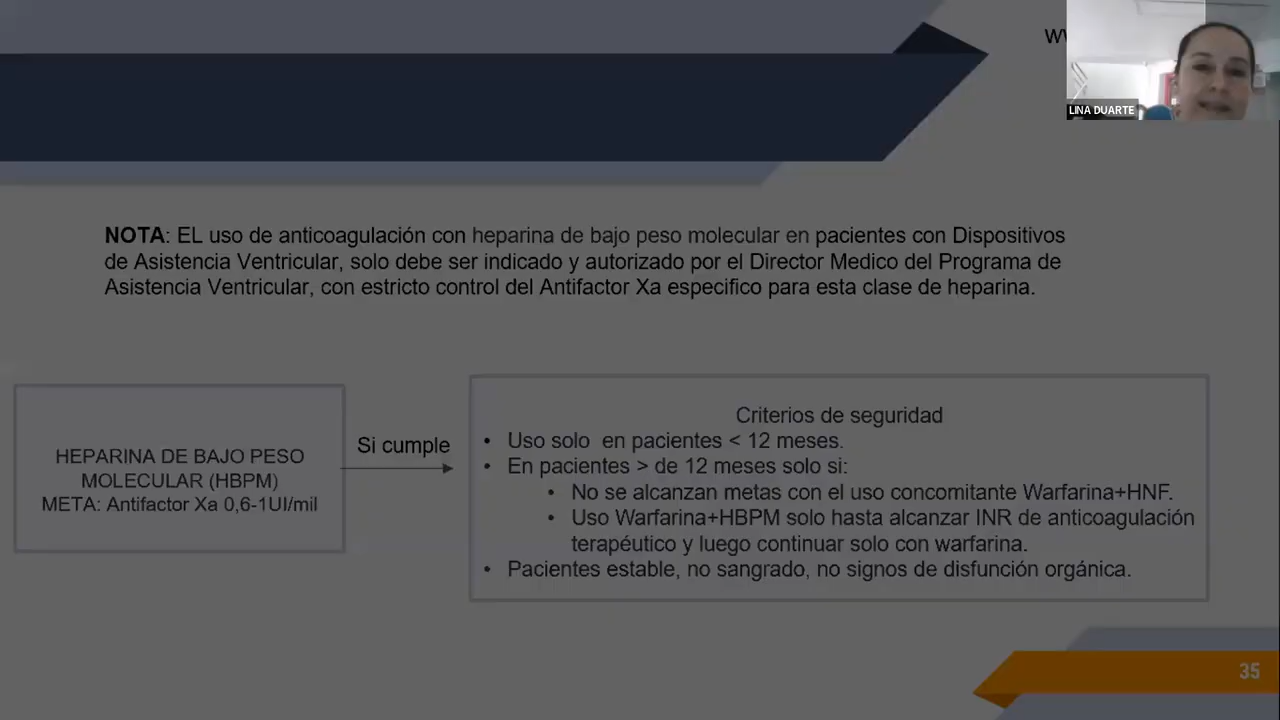 LINA DUARTE
NOTA: EL uso de anticoagulación con heparina de bajo peso molecular en pacientes con Dispositivos
de Asistencia Ventricular, solo debe ser indicado y autorizado por el Director Medico del Programa de
Asistencia Ventricular, con estricto control del Antifactor Xa especifico para esta clase de heparina.
HEPARINA DE BAJO PESO
MOLECULAR (HBPM)
META: Antifactor Xa 0,6-1UI/mil
Si cumple
Criterios de seguridad
• Uso solo en pacientes < 12 meses.
• En pacientes > de 12 meses solo si:
• No se alcanzan metas con el uso concomitante Warfarina+HNF.
• Uso Warfarina+HBPM solo hasta alcanzar INR de anticoagulación
terapéutico y luego continuar solo con warfarina.
• Pacientes estable, no sangrado, no signos de disfunción orgánica.
35